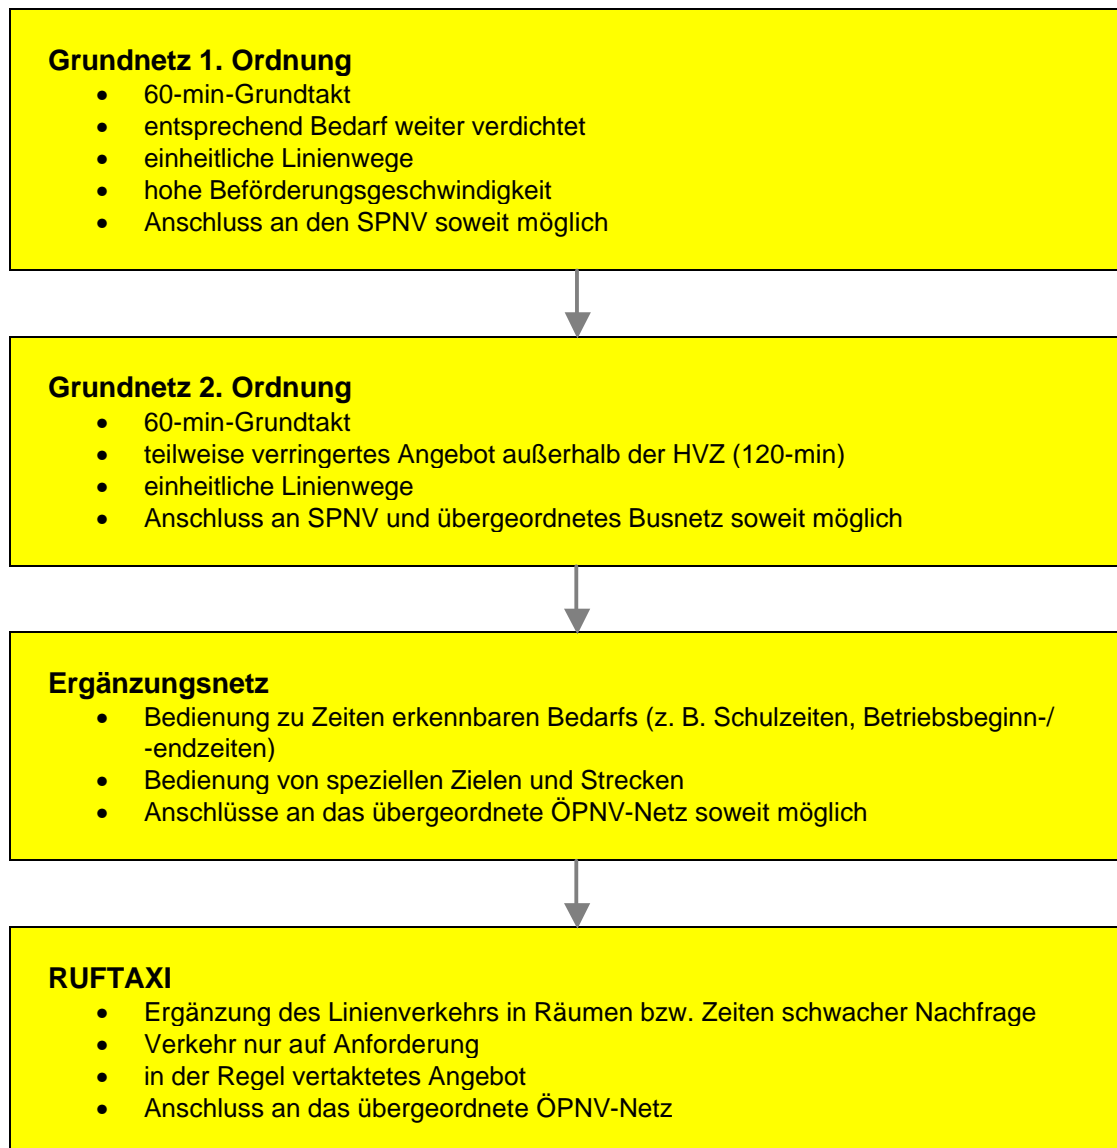 Grundnetz 1. Ordnung
• 60-min-Grundtakt
• entsprechend Bedarf weiter verdichtet
• einheitliche Linienwege
• hohe Beförderungsgeschwindigkeit
• Anschluss an den SPNV soweit möglich
Grundnetz 2. Ordnung
• 60-min-Grundtakt
• teilweise verringertes Angebot außerhalb der HVZ (120-min)
• einheitliche Linienwege
• Anschluss an SPNV und übergeordnetes Busnetz soweit möglich
Ergänzungsnetz
• Bedienung zu Zeiten erkennbaren Bedarfs (z. B. Schulzeiten, Betriebsbeginn-/
-endzeiten)
• Bedienung von speziellen Zielen und Strecken
• Anschlüsse an das übergeordnete ÖPNV-Netz soweit möglich
RUFTAXI
• Ergänzung des Linienverkehrs in Räumen bzw. Zeiten schwacher Nachfrage
• Verkehr nur auf Anforderung
• in der Regel vertaktetes Angebot
• Anschluss an das übergeordnete ÖPNV-Netz